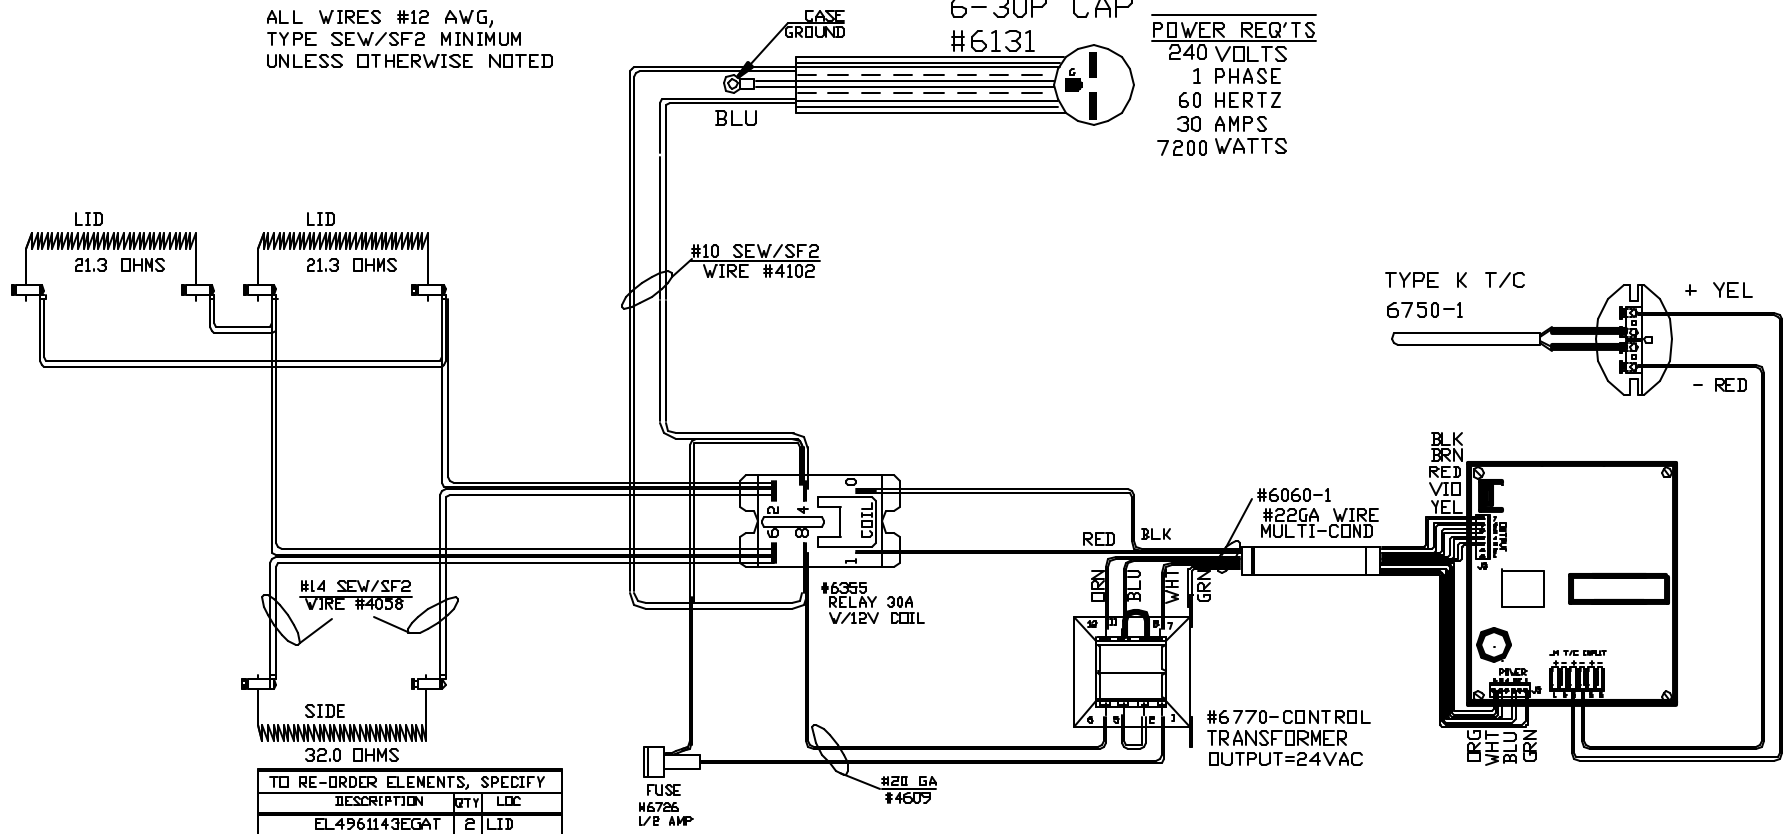 ALL WIRES #12 AWG,
TYPE SEW/SF2 MINIMUM
UNLESS OTHERWISE NOTED
CASE
GROUND
6-30P CAP
#6131
POWER REQ'TS
240 VOLTS
1 PHASE
60 HERTZ
30 AMPS
7200 WATTS
G
BLU
LID
21.3 OHMS
LID
21.3 OHMS
#10 SEW/SF2
WIRE #4102
TYPE K T/C
6750-1
+ YEL
- RED
BLK
BRN
RED
VIO
YEL
#6060-1
#22GA WIRE
MULTI-COND
RED
BLK
2
4
6
8
0
1
COIL
#6355
RELAY 30A
W/12V COIL
#14 SEW/SF2
WIRE #4058
ORN
BLU
WHT
GRN
7
1
OUTPUT
J4 T/C INPUT
POWER
ORG
WHT
BLU
GRN
#6770-CONTROL
TRANSFORMER
OUTPUT=24VAC
SIDE
32.0 OHMS
FUSE
#6726
1/2 AMP
#20 GA
#4609
TO RE-ORDER ELEMENTS, SPECIFY
DESCRIPTION QTY LOC
EL4961143EGAT 2 LID